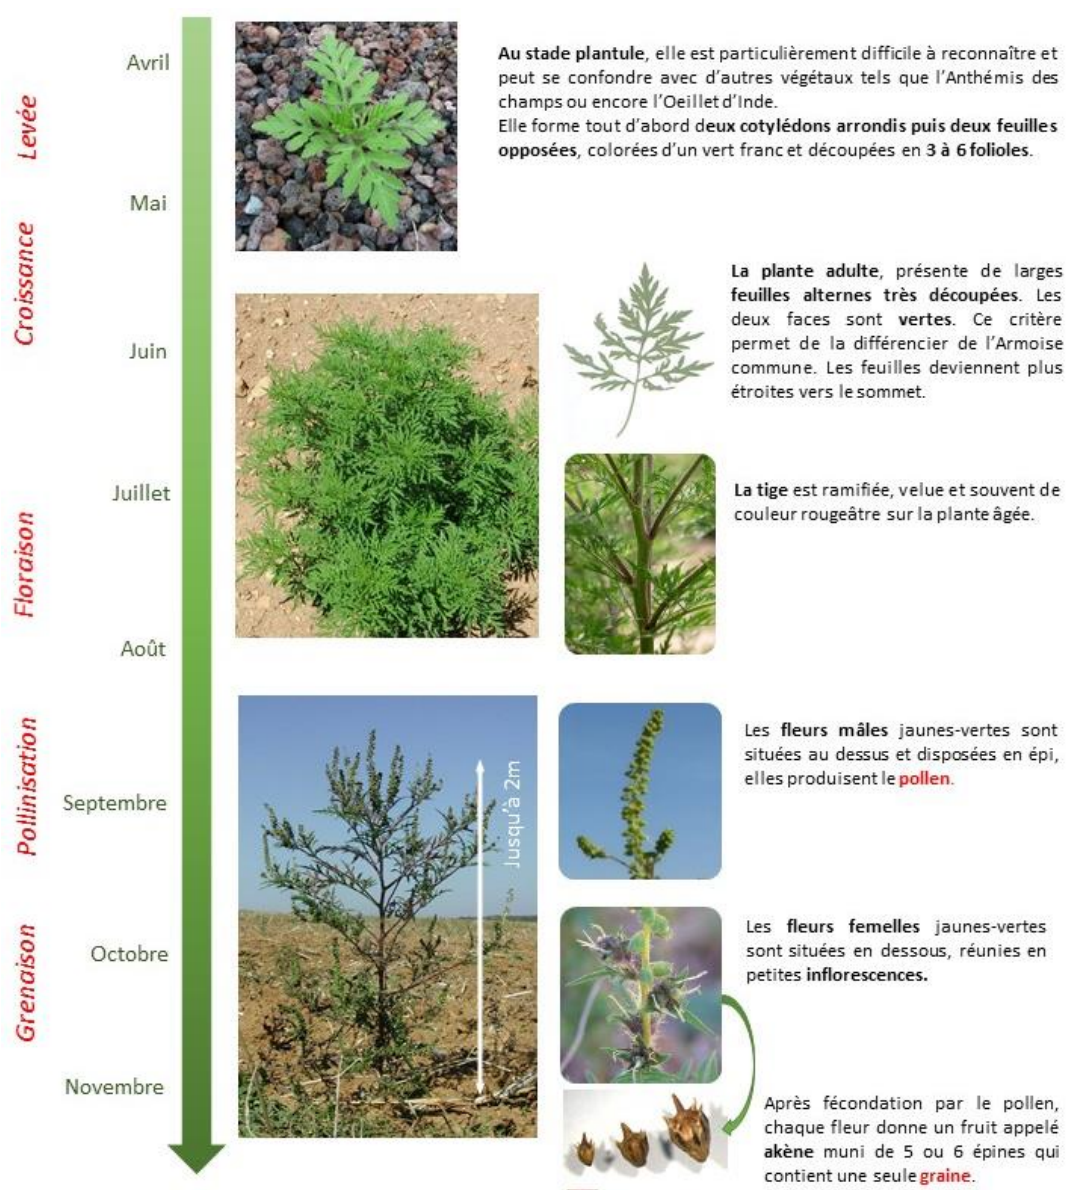 Avril
Levée
Au stade plantule, elle est particulièrement difficile à reconnaître et
peut se confondre avec d'autres végétaux tels que l'Anthémis des
champs ou encore l'Oeillet d'Inde.
Elle forme tout d'abord deux cotylédons arrondis puis deux feuilles
opposées, colorées d'un vert franc et découpées en 3 à 6 folioles.
Mai
Croissance
La plante adulte, présente de larges
feuilles alternes très découpées. Les
deux faces sont vertes. Ce critère
permet de la différencier de l'Armoise
commune. Les feuilles deviennent plus
étroites vers le sommet.
Juin
Juillet
La tige est ramifiée, velue et souvent de
couleur rougeâtre sur la plante âgée.
Floraison
Août
Pollinisation
Septembre
Jusqu'à 2m
Les fleurs mâles jaunes-vertes sont
situées au dessus et disposées en épi,
elles produisent le pollen.
Grenaison
Octobre
Les fleurs femelles jaunes-vertes
sont situées en dessous, réunies en
petites inflorescences.
Novembre
Après fécondation par le pollen,
chaque fleur donne un fruit appelé
akène muni de 5 ou 6 épines qui
contient une seule graine.